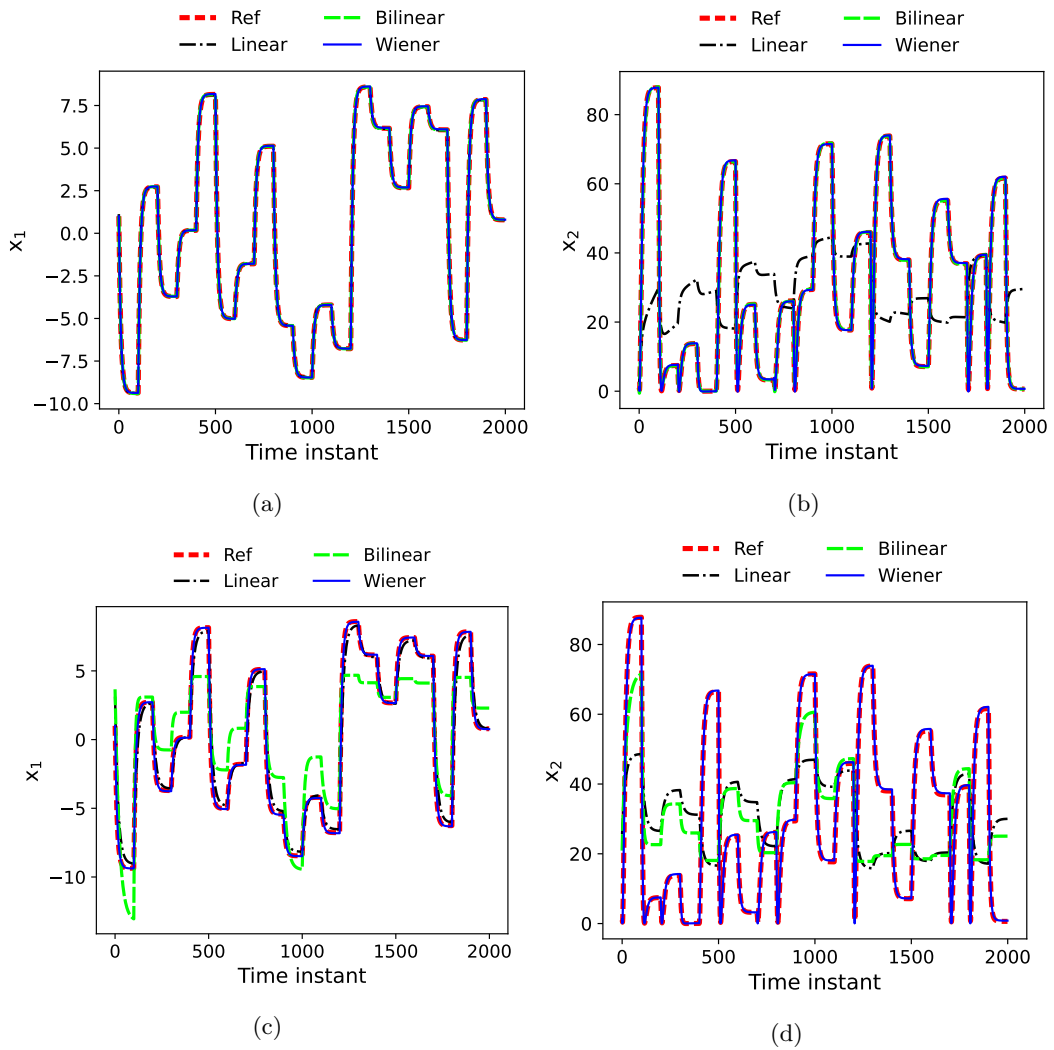 Ref Bilinear
Linear Wiener
7.5
5.0
2.5
0.0
−2.5
−5.0
−7.5
−10.0
x1
0 500 1000 1500 2000
Time instant
(a)
Ref Bilinear
Linear Wiener
80
60
40
20
0
x2
0 500 1000 1500 2000
Time instant
(b)
Ref Bilinear
Linear Wiener
5
0
−5
−10
x1
0 500 1000 1500 2000
Time instant
(c)
Ref Bilinear
Linear Wiener
80
60
40
20
0
x2
0 500 1000 1500 2000
Time instant
(d)